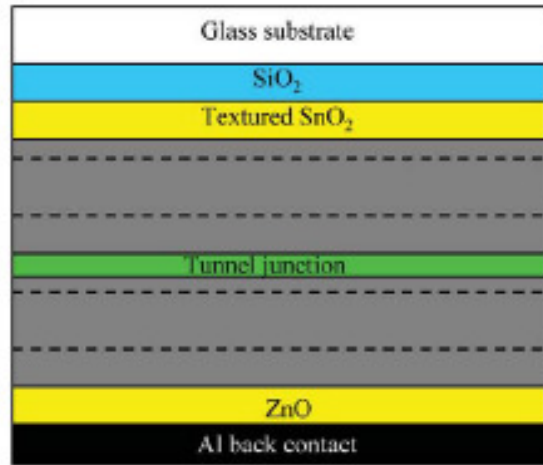 Glass substrate
SiO₂
Textured SnO₂
Tunnel junction
ZnO
Al back contact